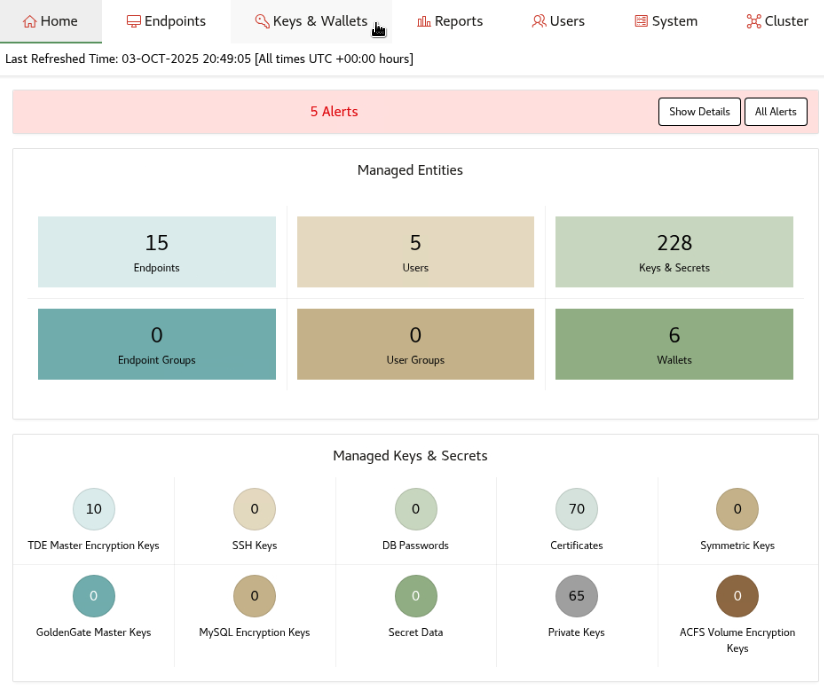 Home Endpoints Keys & Wallets Reports Users System Cluster
Last Refreshed Time: 03-OCT-2025 20:49:05 [All times UTC +00:00 hours]
5 Alerts Show Details All Alerts
Managed Entities
15 5 228
Endpoints Users Keys & Secrets
0 0 6
Endpoint Groups User Groups Wallets
Managed Keys & Secrets
10 0 0 70 0
TDE Master Encryption Keys SSH Keys DB Passwords Certificates Symmetric Keys
0 0 0 65 0
GoldenGate Master Keys MySQL Encryption Keys Secret Data Private Keys ACFS Volume Encryption
Keys